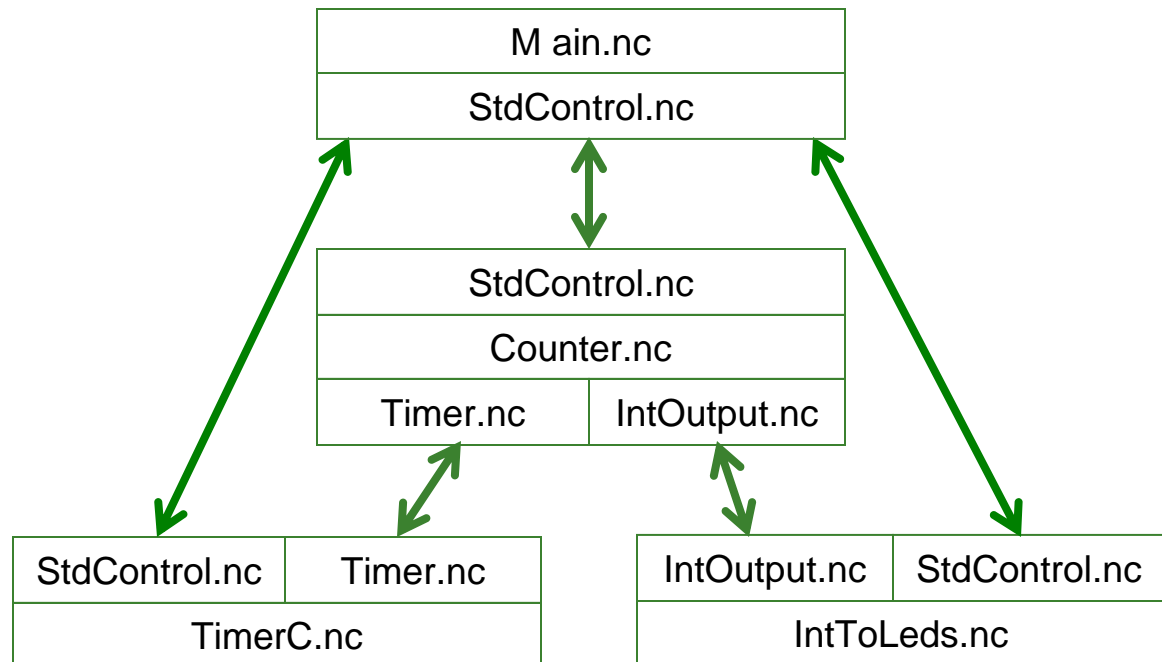 M ain.nc
StdControl.nc
StdControl.nc
Counter.nc
Timer.nc IntOutput.nc
StdControl.nc Timer.nc IntOutput.nc StdControl.nc
TimerC.nc IntToLeds.nc